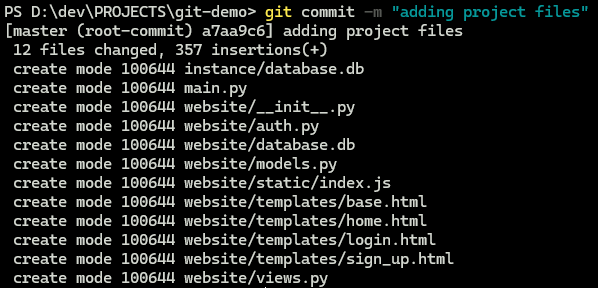 PS D:\dev\PROJECTS\git-demo> git commit -m "adding project files"
[master (root-commit) a7aa9c6] adding project files
 12 files changed, 357 insertions(+)
 create mode 100644 instance/database.db
 create mode 100644 main.py
 create mode 100644 website/__init__.py
 create mode 100644 website/auth.py
 create mode 100644 website/database.db
 create mode 100644 website/models.py
 create mode 100644 website/static/index.js
 create mode 100644 website/templates/base.html
 create mode 100644 website/templates/home.html
 create mode 100644 website/templates/login.html
 create mode 100644 website/templates/sign_up.html
 create mode 100644 website/views.py